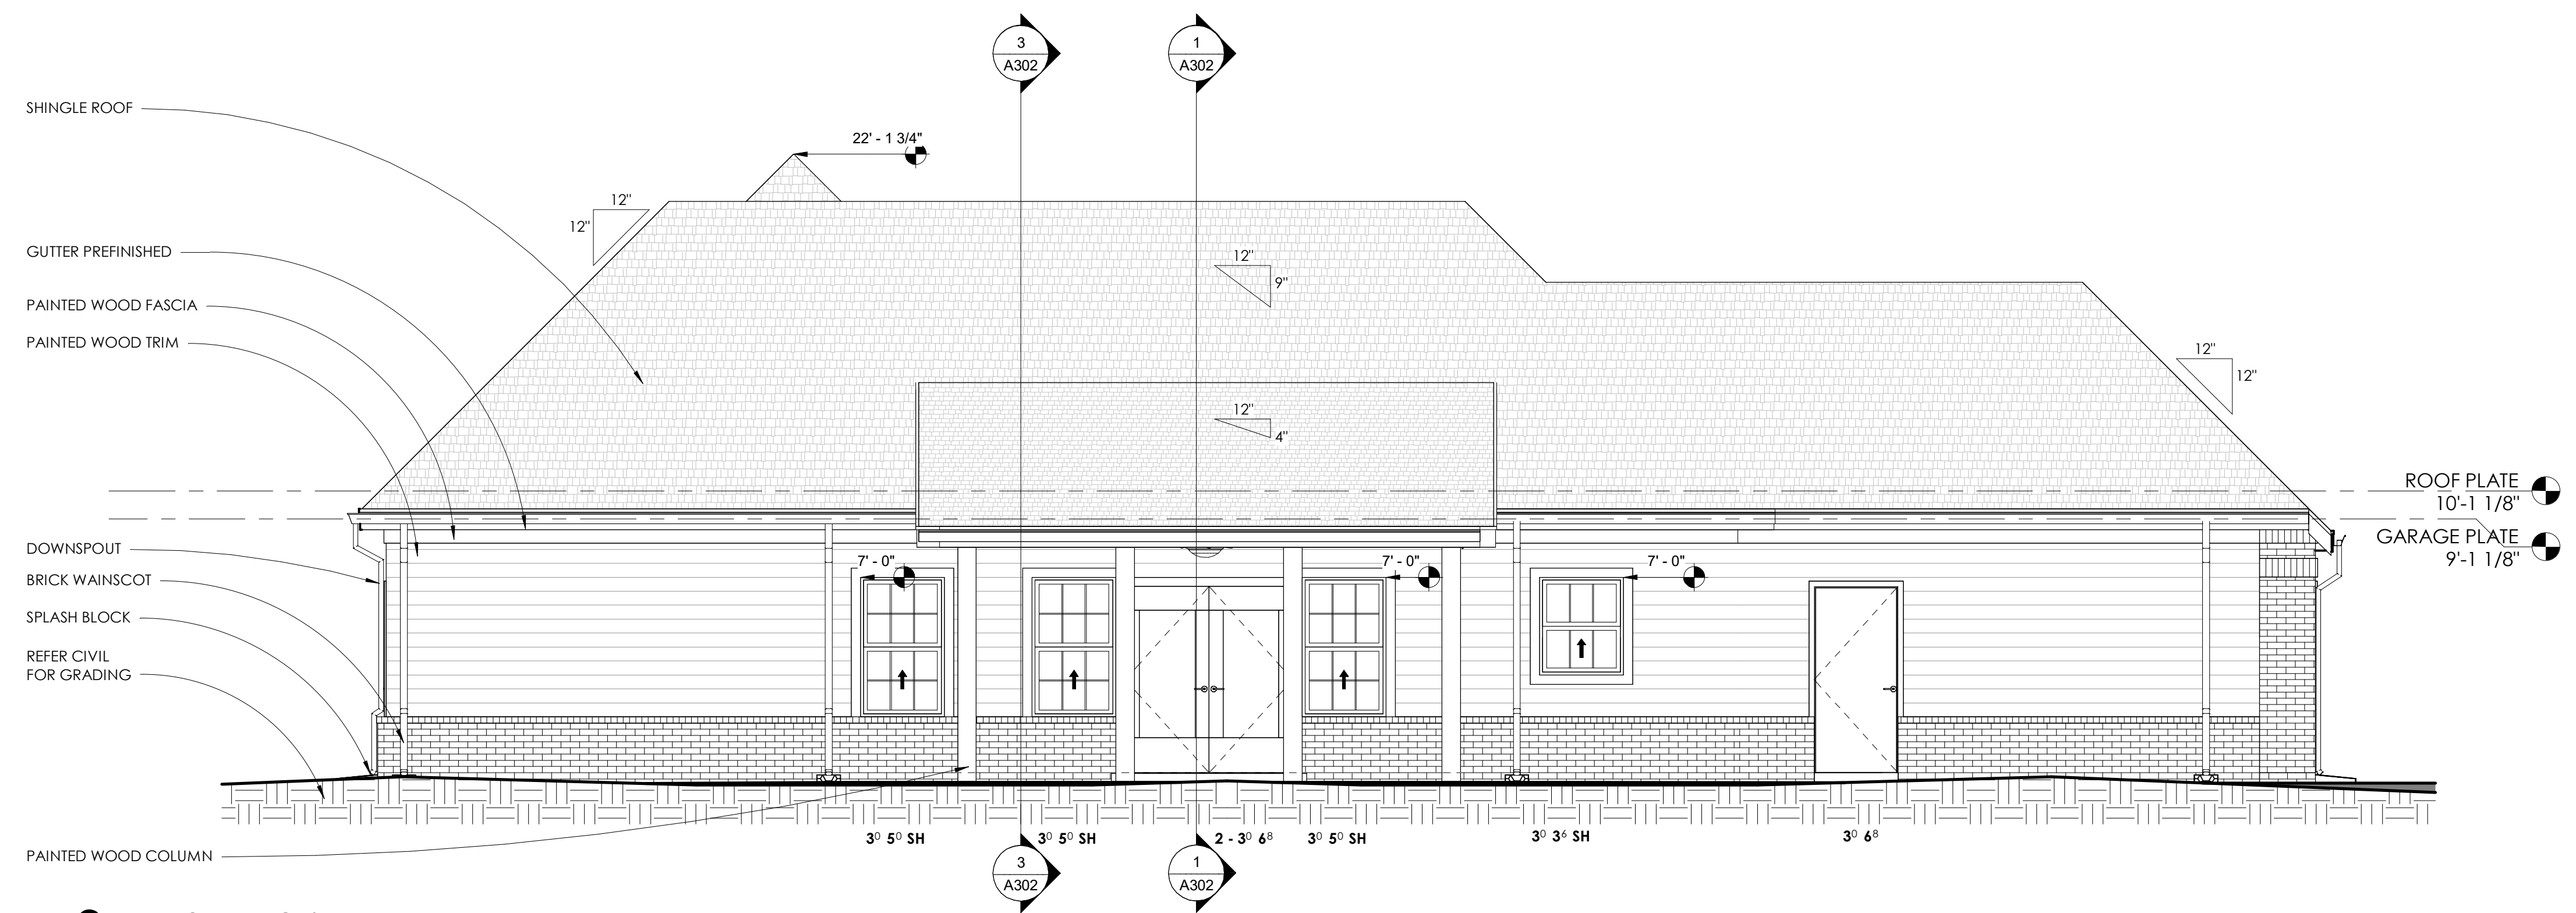 3
A302
1
A302
SHINGLE ROOF
22' - 1 3/4"
12"
12"
GUTTER PREFINISHED
12"
9"
PAINTED WOOD FASCIA
PAINTED WOOD TRIM
12"
12"
12"
4"
ROOF PLATE
10'-1 1/8"
GARAGE PLATE
9'-1 1/8"
DOWNSPOUT
7' - 0"
7' - 0"
7' - 0"
BRICK WAINSCOT
SPLASH BLOCK
REFER CIVIL
FOR GRADING
3⁰ 5⁰ SH
3⁰ 5⁰ SH
2 - 3⁰ 6⁸
3⁰ 5⁰ SH
3⁰ 3⁶ SH
3⁰ 6⁸
PAINTED WOOD COLUMN
3
A302
1
A302